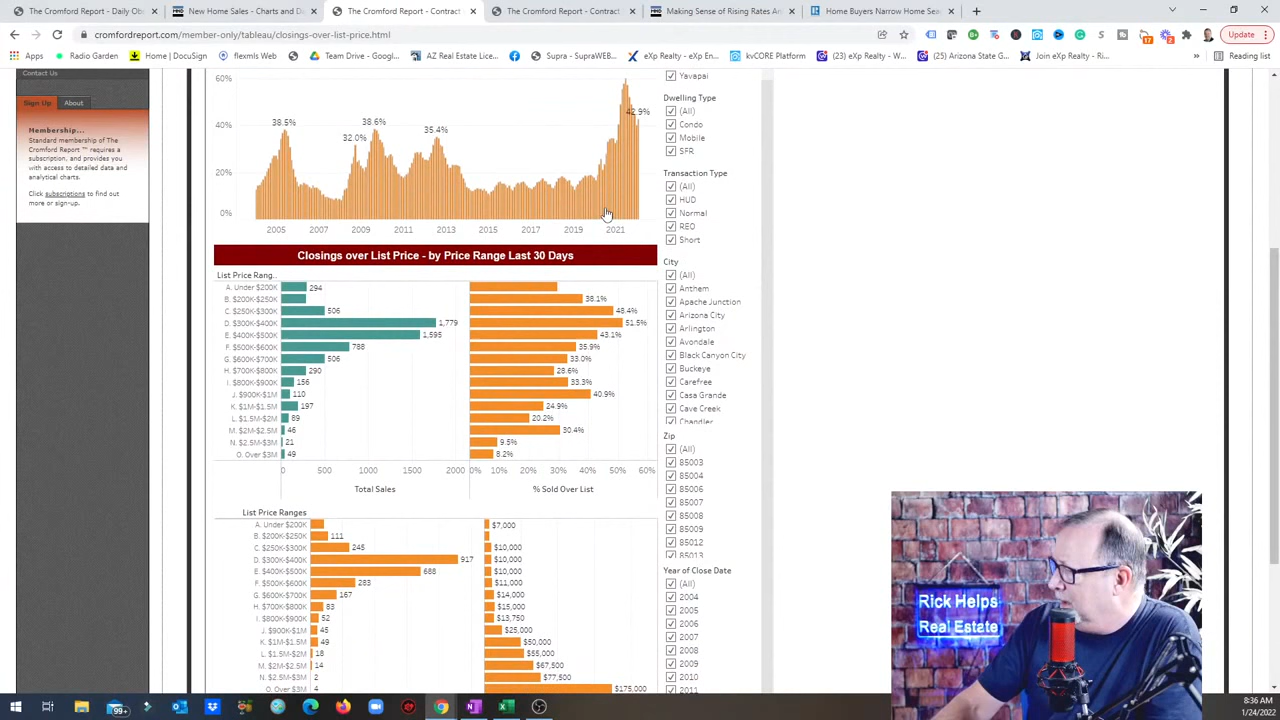 The Cromford Report - Daily Obs
New Home Sales - Charts and D
The Cromford Report - Contract
The Cromford Report - Contract
Making Sense of Rising Rates Ar
Home Buyers Narrow Home Sea
cromfordreport.com/member-only/tableau/closings-over-list-price.html
Update
Apps
Radio Garden
Home | DocuSign
flexmls Web
Team Drive - Googl...
AZ Real Estate Lice...
Supra - SupraWEB...
eXp Realty - eXp En...
kvCORE Platform
(23) eXp Realty - W...
(25) Arizona State G...
Join eXp Realty - Ri...
Reading list
Contact Us
Sign Up
About
Membership...
Standard membership of The
Cromford Report ™ requires a
subscription, and provides you
with access to detailed data and
analytical charts.
Click subscriptions to find out
more or sign-up.
60%
40%
20%
0%
38.5%
32.0%
38.6%
35.4%
42.9%
2005 2007 2009 2011 2013 2015 2017 2019 2021
Closings over List Price - by Price Range Last 30 Days
List Price Rang..
A. Under $200K 294
B. $200K-$250K 38.1%
C. $250K-$300K 506 48.4%
D. $300K-$400K 1,779 51.5%
E. $400K-$500K 1,595 43.1%
F. $500K-$600K 788 35.9%
G. $600K-$700K 506 33.0%
H. $700K-$800K 290 28.6%
I. $800K-$900K 156 33.3%
J. $900K-$1M 110 40.9%
K. $1M-$1.5M 197 24.9%
L. $1.5M-$2M 89 20.2%
M. $2M-$2.5M 46 30.4%
N. $2.5M-$3M 21 9.5%
O. Over $3M 49 8.2%
0 500 1000 1500 2000 0% 10% 20% 30% 40% 50% 60%
Total Sales % Sold Over List
List Price Ranges
A. Under $200K $7,000
B. $200K-$250K 111
C. $250K-$300K 245 $10,000
D. $300K-$400K 917 $10,000
E. $400K-$500K 688 $10,000
F. $500K-$600K 283 $11,000
G. $600K-$700K 167 $14,000
H. $700K-$800K 83 $15,000
I. $800K-$900K 52 $13,750
J. $900K-$1M 45 $25,000
K. $1M-$1.5M 49 $50,000
L. $1.5M-$2M 18 $55,000
M. $2M-$2.5M 14 $67,500
N. $2.5M-$3M 2 $77,500
O. Over $3M 4 $175,000
Yavapai
Dwelling Type
(All)
Condo
Mobile
SFR
Transaction Type
(All)
HUD
Normal
REO
Short
City
(All)
Anthem
Apache Junction
Arizona City
Arlington
Avondale
Black Canyon City
Buckeye
Carefree
Casa Grande
Cave Creek
Chandler
Zip
(All)
85003
85004
85006
85007
85008
85009
85012
85013
Year of Close Date
(All)
2004
2005
2006
2007
2008
2009
2010
2011
Rick Helps
Real Estate
99+
8:36 AM
1/24/2022